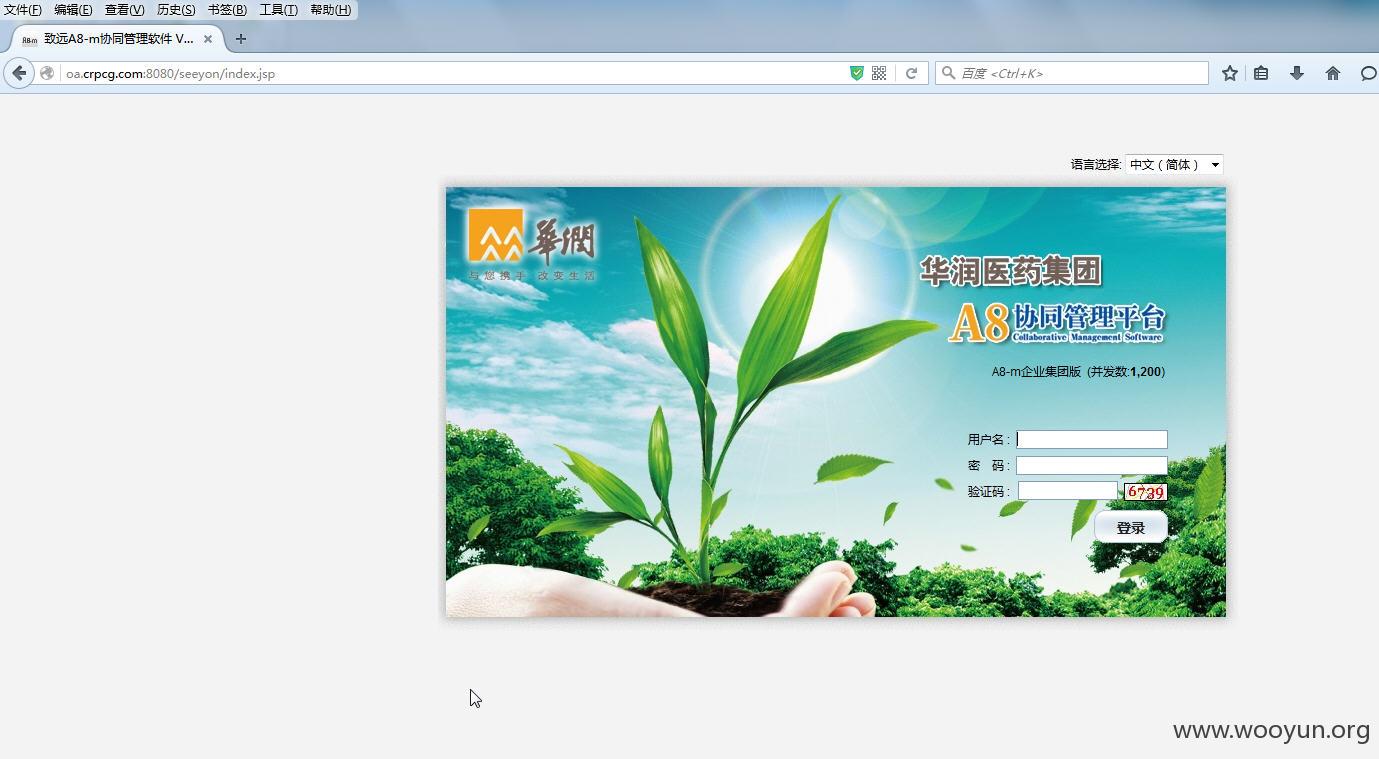 文件(F) 编辑(E) 查看(V) 历史(S) 书签(B) 工具(T) 帮助(H)
A8-m 致远A8-m协同管理软件 V...
oa.crpcg.com:8080/seeyon/index.jsp
百度 <Ctrl+K>
语言选择: 中文 ( 简体 )
華潤
与您携手 改变生活
华润医药集团
A8 协同管理平台
Collaborative Management Software
A8-m企业集团版 (并发数:1,200)
用户名 :
密 码 :
验证码 : 6739
登录
www.wooyun.org